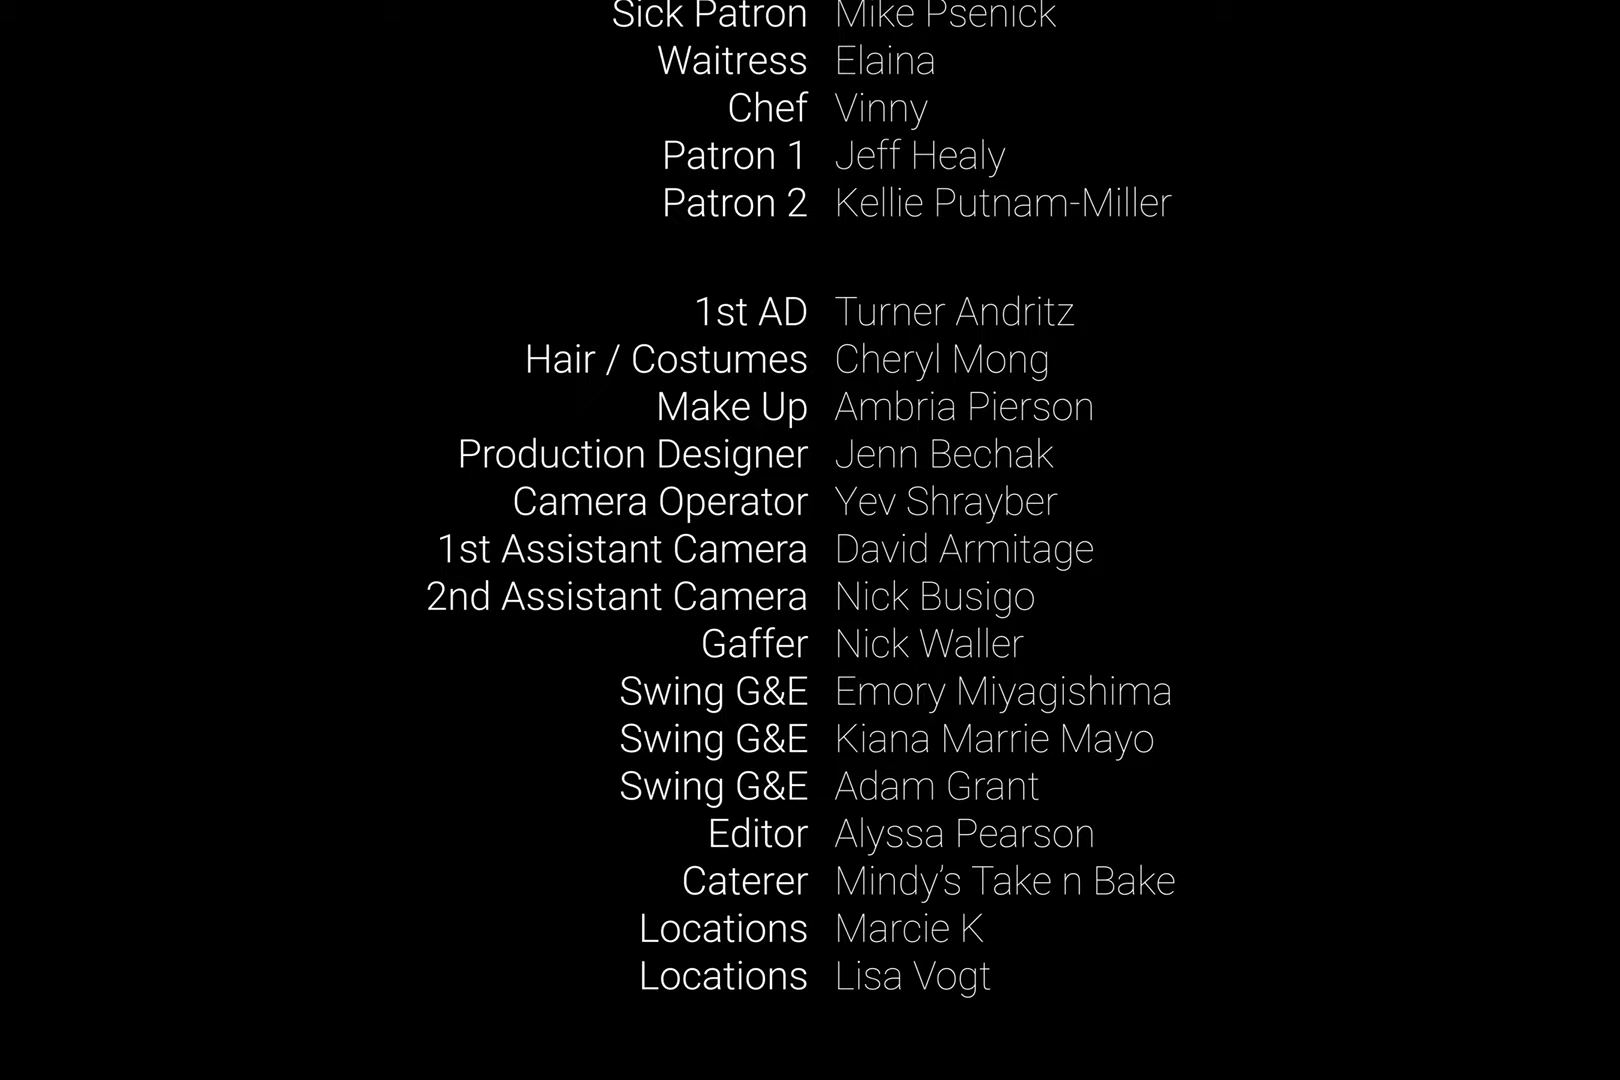 Sick Patron Mike Psenick
Waitress Elaina
Chef Vinny
Patron 1 Jeff Healy
Patron 2 Kellie Putnam-Miller
1st AD Turner Andritz
Hair / Costumes Cheryl Mong
Make Up Ambria Pierson
Production Designer Jenn Bechak
Camera Operator Yev Shrayber
1st Assistant Camera David Armitage
2nd Assistant Camera Nick Busigo
Gaffer Nick Waller
Swing G&E Emory Miyagishima
Swing G&E Kiana Marrie Mayo
Swing G&E Adam Grant
Editor Alyssa Pearson
Caterer Mindy’s Take n Bake
Locations Marcie K
Locations Lisa Vogt